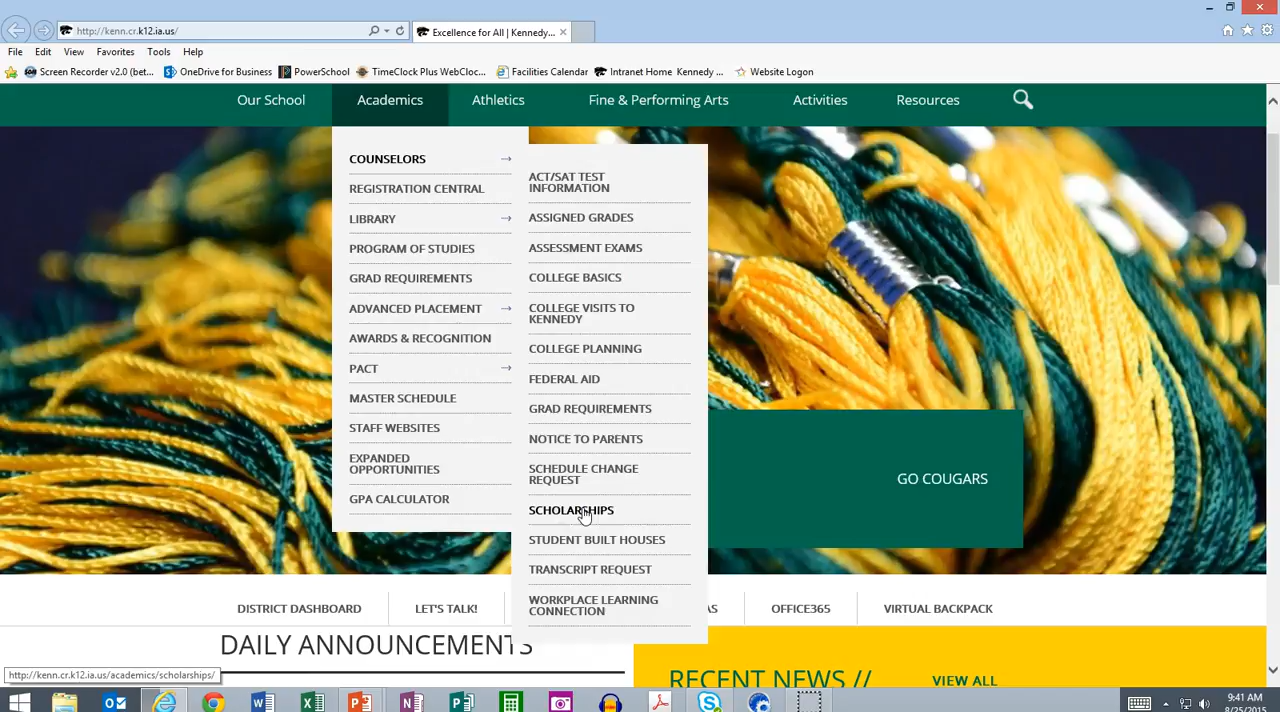 http://kenn.cr.k12.ia.us/
Excellence for All | Kennedy...
File Edit View Favorites Tools Help
Screen Recorder v2.0 (bet... OneDrive for Business PowerSchool TimeClock Plus WebCloc... Facilities Calendar Intranet Home Kennedy ... Website Logon
Our School Academics Athletics Fine & Performing Arts Activities Resources
COUNSELORS
REGISTRATION CENTRAL
LIBRARY
PROGRAM OF STUDIES
GRAD REQUIREMENTS
ADVANCED PLACEMENT
AWARDS & RECOGNITION
PACT
MASTER SCHEDULE
STAFF WEBSITES
EXPANDED
OPPORTUNITIES
GPA CALCULATOR
ACT/SAT TEST
INFORMATION
ASSIGNED GRADES
ASSESSMENT EXAMS
COLLEGE BASICS
COLLEGE VISITS TO
KENNEDY
COLLEGE PLANNING
FEDERAL AID
GRAD REQUIREMENTS
NOTICE TO PARENTS
SCHEDULE CHANGE
REQUEST
SCHOLARSHIPS
STUDENT BUILT HOUSES
TRANSCRIPT REQUEST
WORKPLACE LEARNING
CONNECTION
GO COUGARS
DISTRICT DASHBOARD LET'S TALK! AS OFFICE365 VIRTUAL BACKPACK
DAILY ANNOUNCEMENTS
RECENT NEWS // VIEW ALL
http://kenn.cr.k12.ia.us/academics/scholarships/
9:41 AM
8/25/2015